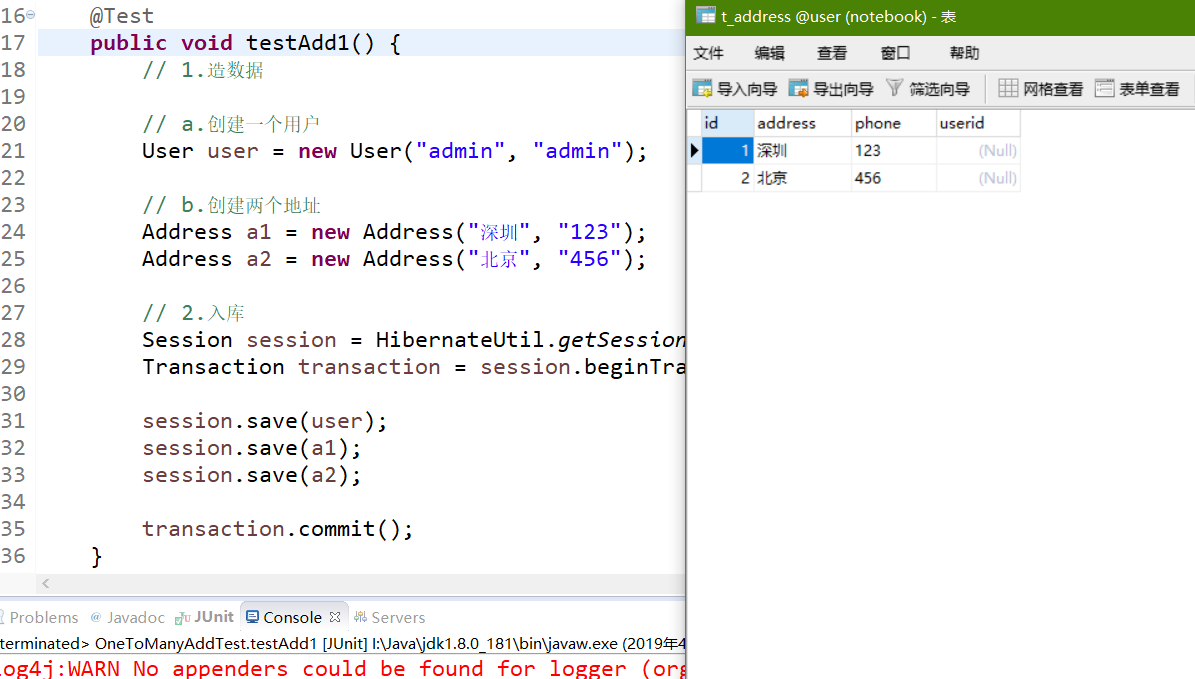 16 @Test
17 public void testAdd1() {
18 // 1.造数据
19
20 // a.创建一个用户
21 User user = new User("admin", "admin");
22
23 // b.创建两个地址
24 Address a1 = new Address("深圳", "123");
25 Address a2 = new Address("北京", "456");
26
27 // 2.入库
28 Session session = HibernateUtil.getSession
29 Transaction transaction = session.beginTra
30
31 session.save(user);
32 session.save(a1);
33 session.save(a2);
34
35 transaction.commit();
36 }
Problems @ Javadoc JUnit Console Servers
terminated> OneToManyAddTest.testAdd1 [JUnit] I:\Java\jdk1.8.0_181\bin\javaw.exe (2019年4
log4j:WARN No appenders could be found for logger (org
t_address @user (notebook) - 表
文件 编辑 查看 窗口 帮助
导入向导 导出向导 筛选向导 网格查看 表单查看
id address phone userid
1 深圳 123 (Null)
2 北京 456 (Null)